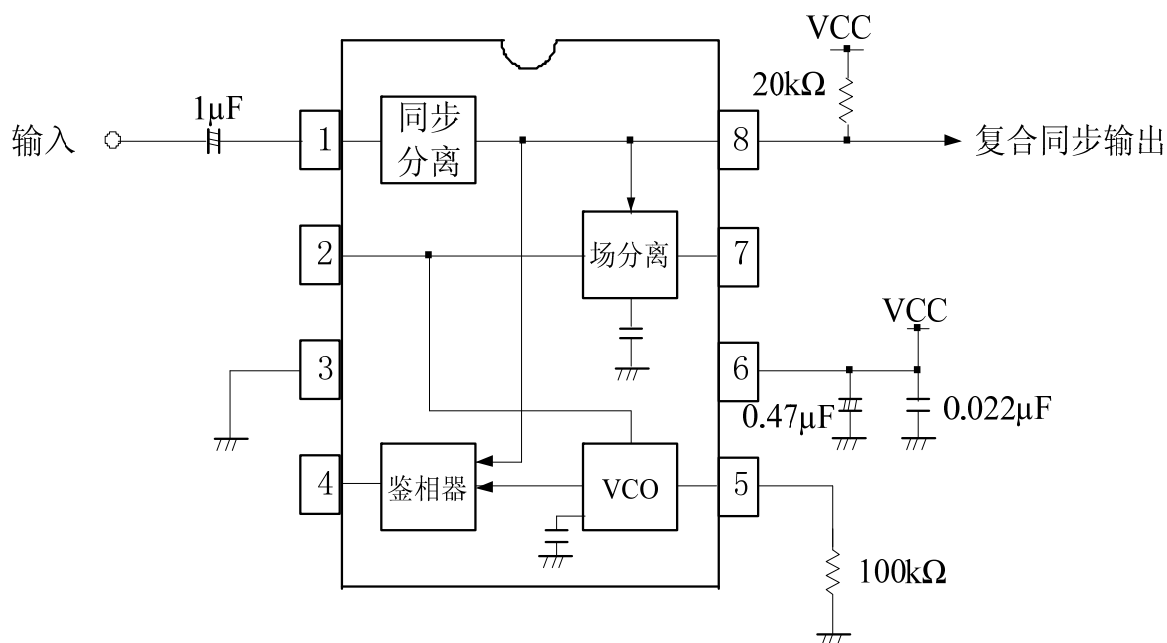 VCC
20kΩ
1μF
输入
1
同步
分离
8
复合同步输出
2
场分离
7
VCC
3
6
0.47μF
0.022μF
4
鉴相器
VCO
5
100kΩ